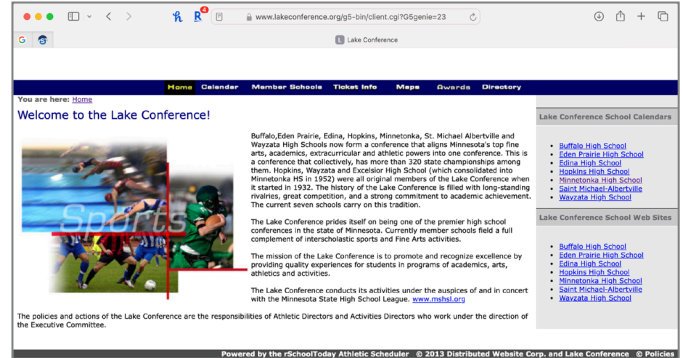 www.lakeconference.org/g5-bin/client.cgi?G5genie=23
Lake Conference
Home Calendar Member Schools Ticket Info Maps Awards Directory
You are here: Home
Welcome to the Lake Conference!
Sports
Buffalo,Eden Prairie, Edina, Hopkins, Minnetonka, St. Michael Albertville and
Wayzata High Schools now form a conference that aligns Minnesota's top fine
arts, academics, extracurricular and athletic powers into one conference. This is
a conference that collectively, has more than 320 state championships among
them. Hopkins, Wayzata and Excelsior High School (which consolidated into
Minnetonka HS in 1952) were all original members of the Lake Conference when
it started in 1932. The history of the Lake Conference is filled with long-standing
rivalries, great competition, and a strong commitment to academic achievement.
The current seven schools carry on this tradition.
The Lake Conference prides itself on being one of the premier high school
conferences in the state of Minnesota. Currently member schools field a full
complement of interscholastic sports and Fine Arts activities.
The mission of the Lake Conference is to promote and recognize excellence by
providing quality experiences for students in programs of academics, arts,
athletics and activities.
The Lake Conference conducts its activities under the auspices of and in concert
with the Minnesota State High School League. www.mshsl.org
The policies and actions of the Lake Conference are the responsibilities of Athletic Directors and Activities Directors who work under the direction of
the Executive Committee.
Lake Conference School Calendars
Buffalo High School
Eden Prairie High School
Edina High School
Hopkins High School
Minnetonka High School
Saint Michael-Albertville
Wayzata High School
Lake Conference School Web Sites
Buffalo High School
Eden Prairie High School
Edina High School
Hopkins High School
Minnetonka High School
Saint Michael-Albertville
Wayzata High School
Powered by the rSchoolToday Athletic Scheduler © 2013 Distributed Website Corp. and Lake Conference © Policies